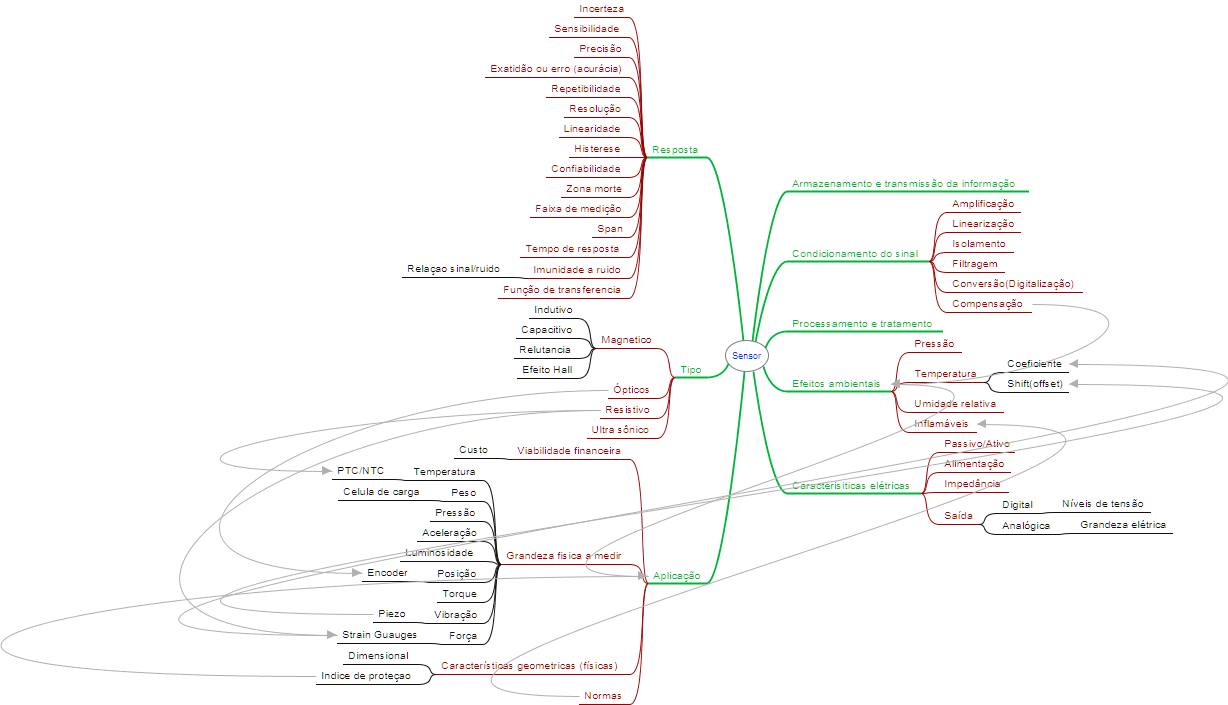 Sensor
Resposta
Incerteza
Sensibilidade
Precisão
Exatidão ou erro (acurácia)
Repetibilidade
Resolução
Linearidade
Histerese
Confiabilidade
Zona morte
Faixa de medição
Span
Tempo de resposta
Imunidade a ruido
Relaçao sinal/ruido
Função de transferencia
Tipo
Magnetico
Indutivo
Capacitivo
Relutancia
Efeito Hall
Ópticos
Resistivo
Ultra sônico
Aplicação
Viabilidade financeira
Custo
Grandeza fisica a medir
Temperatura
PTC/NTC
Peso
Celula de carga
Pressão
Aceleração
Luminosidade
Posição
Encoder
Torque
Vibração
Piezo
Força
Strain Guauges
Características geometricas (físicas)
Dimensional
Indice de proteçao
Normas
Armazenamento e transmissão da informação
Condicionamento do sinal
Amplificação
Linearização
Isolamento
Filtragem
Conversão(Digitalização)
Compensação
Processamento e tratamento
Efeitos ambientais
Pressão
Temperatura
Coeficiente
Shift(offset)
Umidade relativa
Inflamáveis
Caracterisíticas elétricas
Passivo/Ativo
Alimentação
Impedância
Saída
Digital
Níveis de tensão
Analógica
Grandeza elétrica